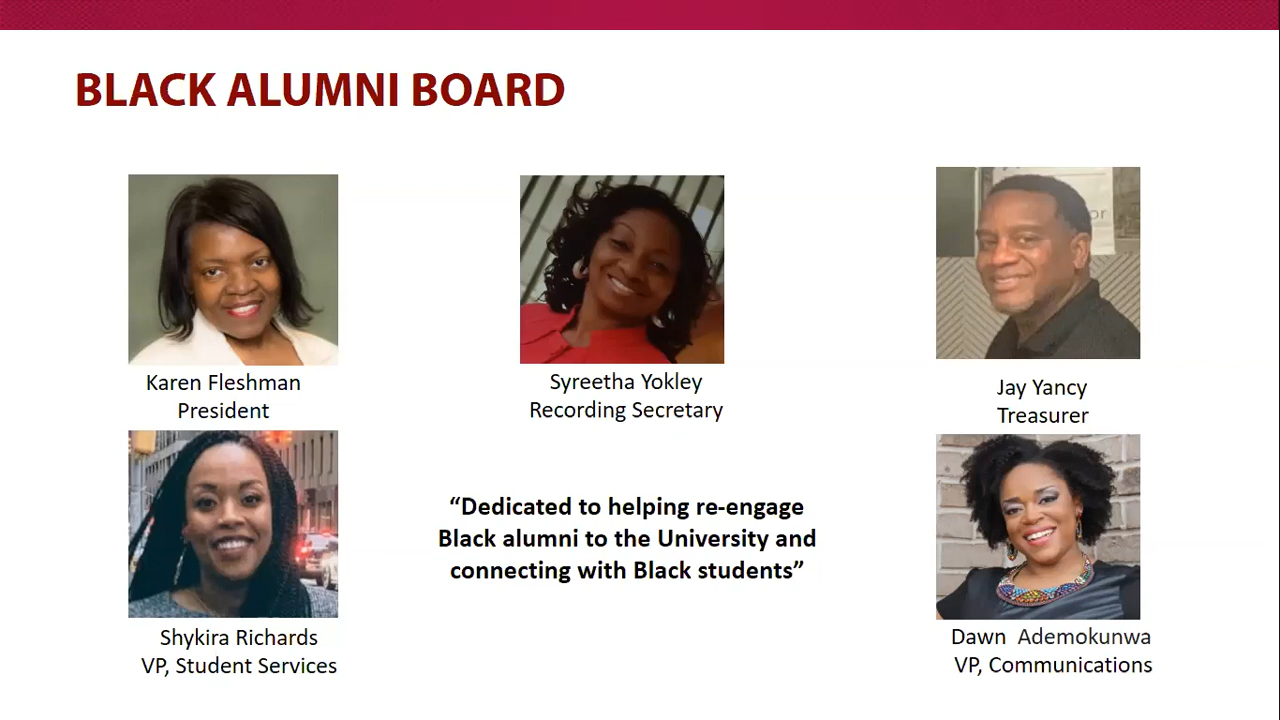 BLACK ALUMNI BOARD
or
Karen Fleshman
President
Syreetha Yokley
Recording Secretary
Jay Yancy
Treasurer
“Dedicated to helping re-engage
Black alumni to the University and
connecting with Black students”
Shykira Richards
VP, Student Services
Dawn  Ademokunwa
VP, Communications